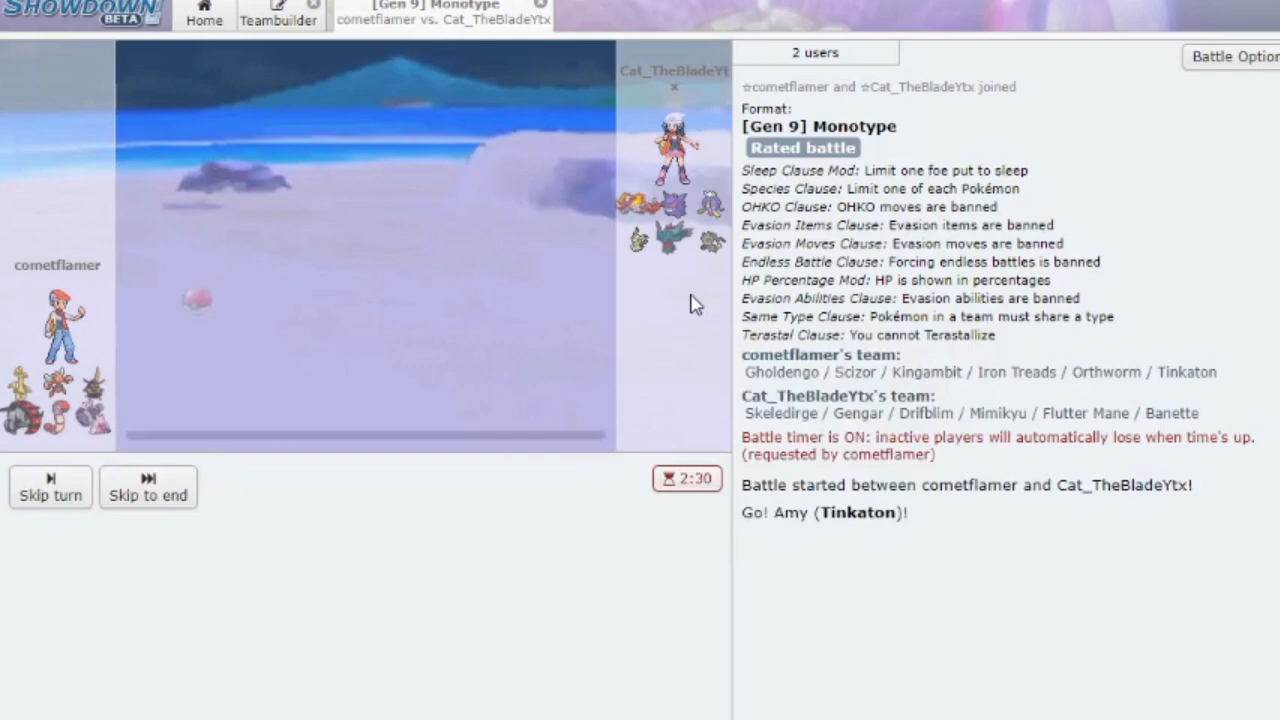 SHOWDOWN
BETA
Home
Teambuilder
[Gen 9] Monotype
cometflamer vs. Cat_TheBladeYtx
Cat_TheBladeYt
x
cometflamer
Skip turn
Skip to end
2:30
2 users
Battle Option
☆cometflamer and ☆Cat_TheBladeYtx joined
Format:
[Gen 9] Monotype
Rated battle
Sleep Clause Mod: Limit one foe put to sleep
Species Clause: Limit one of each Pokémon
OHKO Clause: OHKO moves are banned
Evasion Items Clause: Evasion items are banned
Evasion Moves Clause: Evasion moves are banned
Endless Battle Clause: Forcing endless battles is banned
HP Percentage Mod: HP is shown in percentages
Evasion Abilities Clause: Evasion abilities are banned
Same Type Clause: Pokémon in a team must share a type
Terastal Clause: You cannot Terastallize
cometflamer's team:
Gholdengo / Scizor / Kingambit / Iron Treads / Orthworm / Tinkaton
Cat_TheBladeYtx's team:
Skeledirge / Gengar / Drifblim / Mimikyu / Flutter Mane / Banette
Battle timer is ON: inactive players will automatically lose when time's up.
(requested by cometflamer)
Battle started between cometflamer and Cat_TheBladeYtx!
Go! Amy (Tinkaton)!